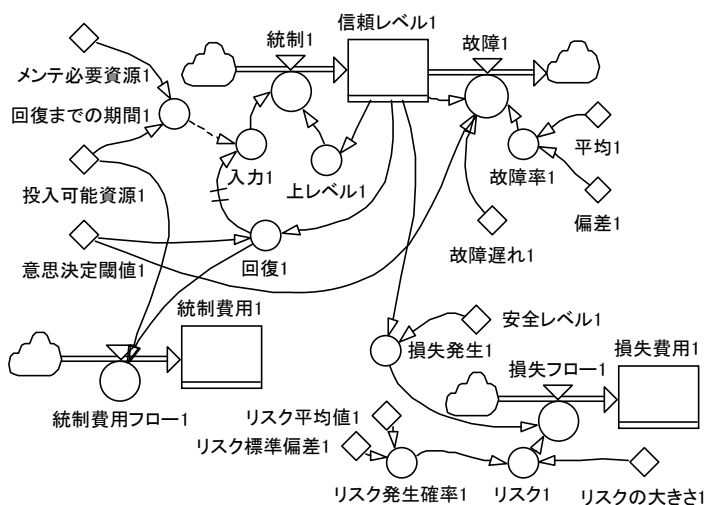 信頼レベル1
統制1
故障1
メンテ必要資源1
回復までの期間1
平均1
入力1
上レベル1
故障率1
投入可能資源1
偏差1
故障遅れ1
意思決定閾値1
回復1
統制費用1
安全レベル1
損失発生1
損失フロー1
損失費用1
統制費用フロー1
リスク平均値1
リスク標準偏差1
リスク発生確率1
リスク1
リスクの大きさ1